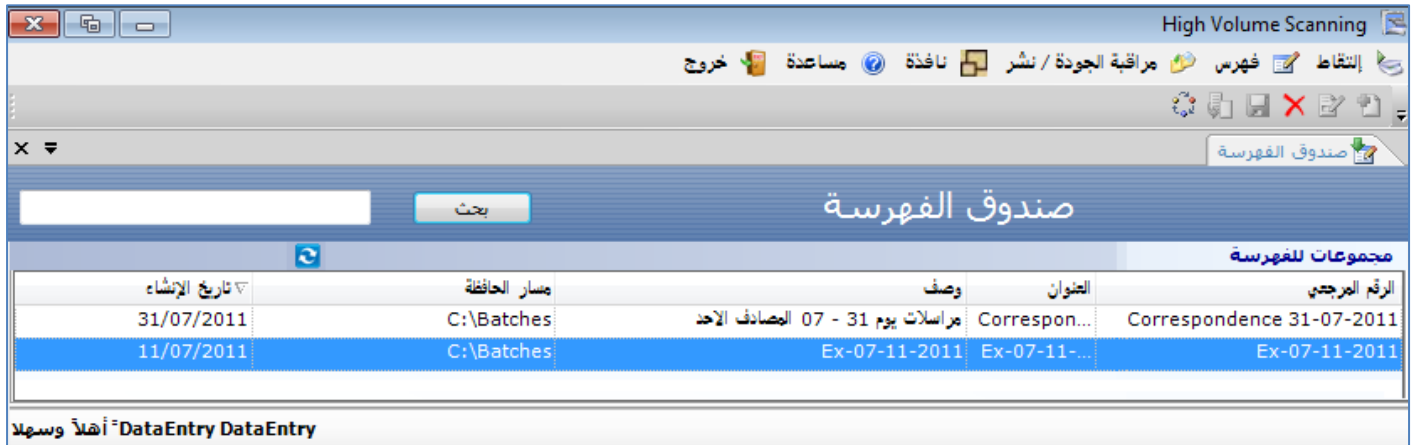 High Volume Scanning
إلتقاط فهرس مراقبة الجودة / نشر نافذة مساعدة خروج
صندوق الفهرسة
صندوق الفهرسة بحث
مجموعات للفهرسة
الرقم المرجعي العنوان وصف مسار الحافظة تاريخ الإنشاء
Correspondence 31-07-2011 Correspon... مراسلات يوم 31 - 07 المصادف الاحد C:\Batches 31/07/2011
Ex-07-11-2011 Ex-07-11-... Ex-07-11-2011 C:\Batches 11/07/2011
DataEntry DataEntry أهلاً وسهلا